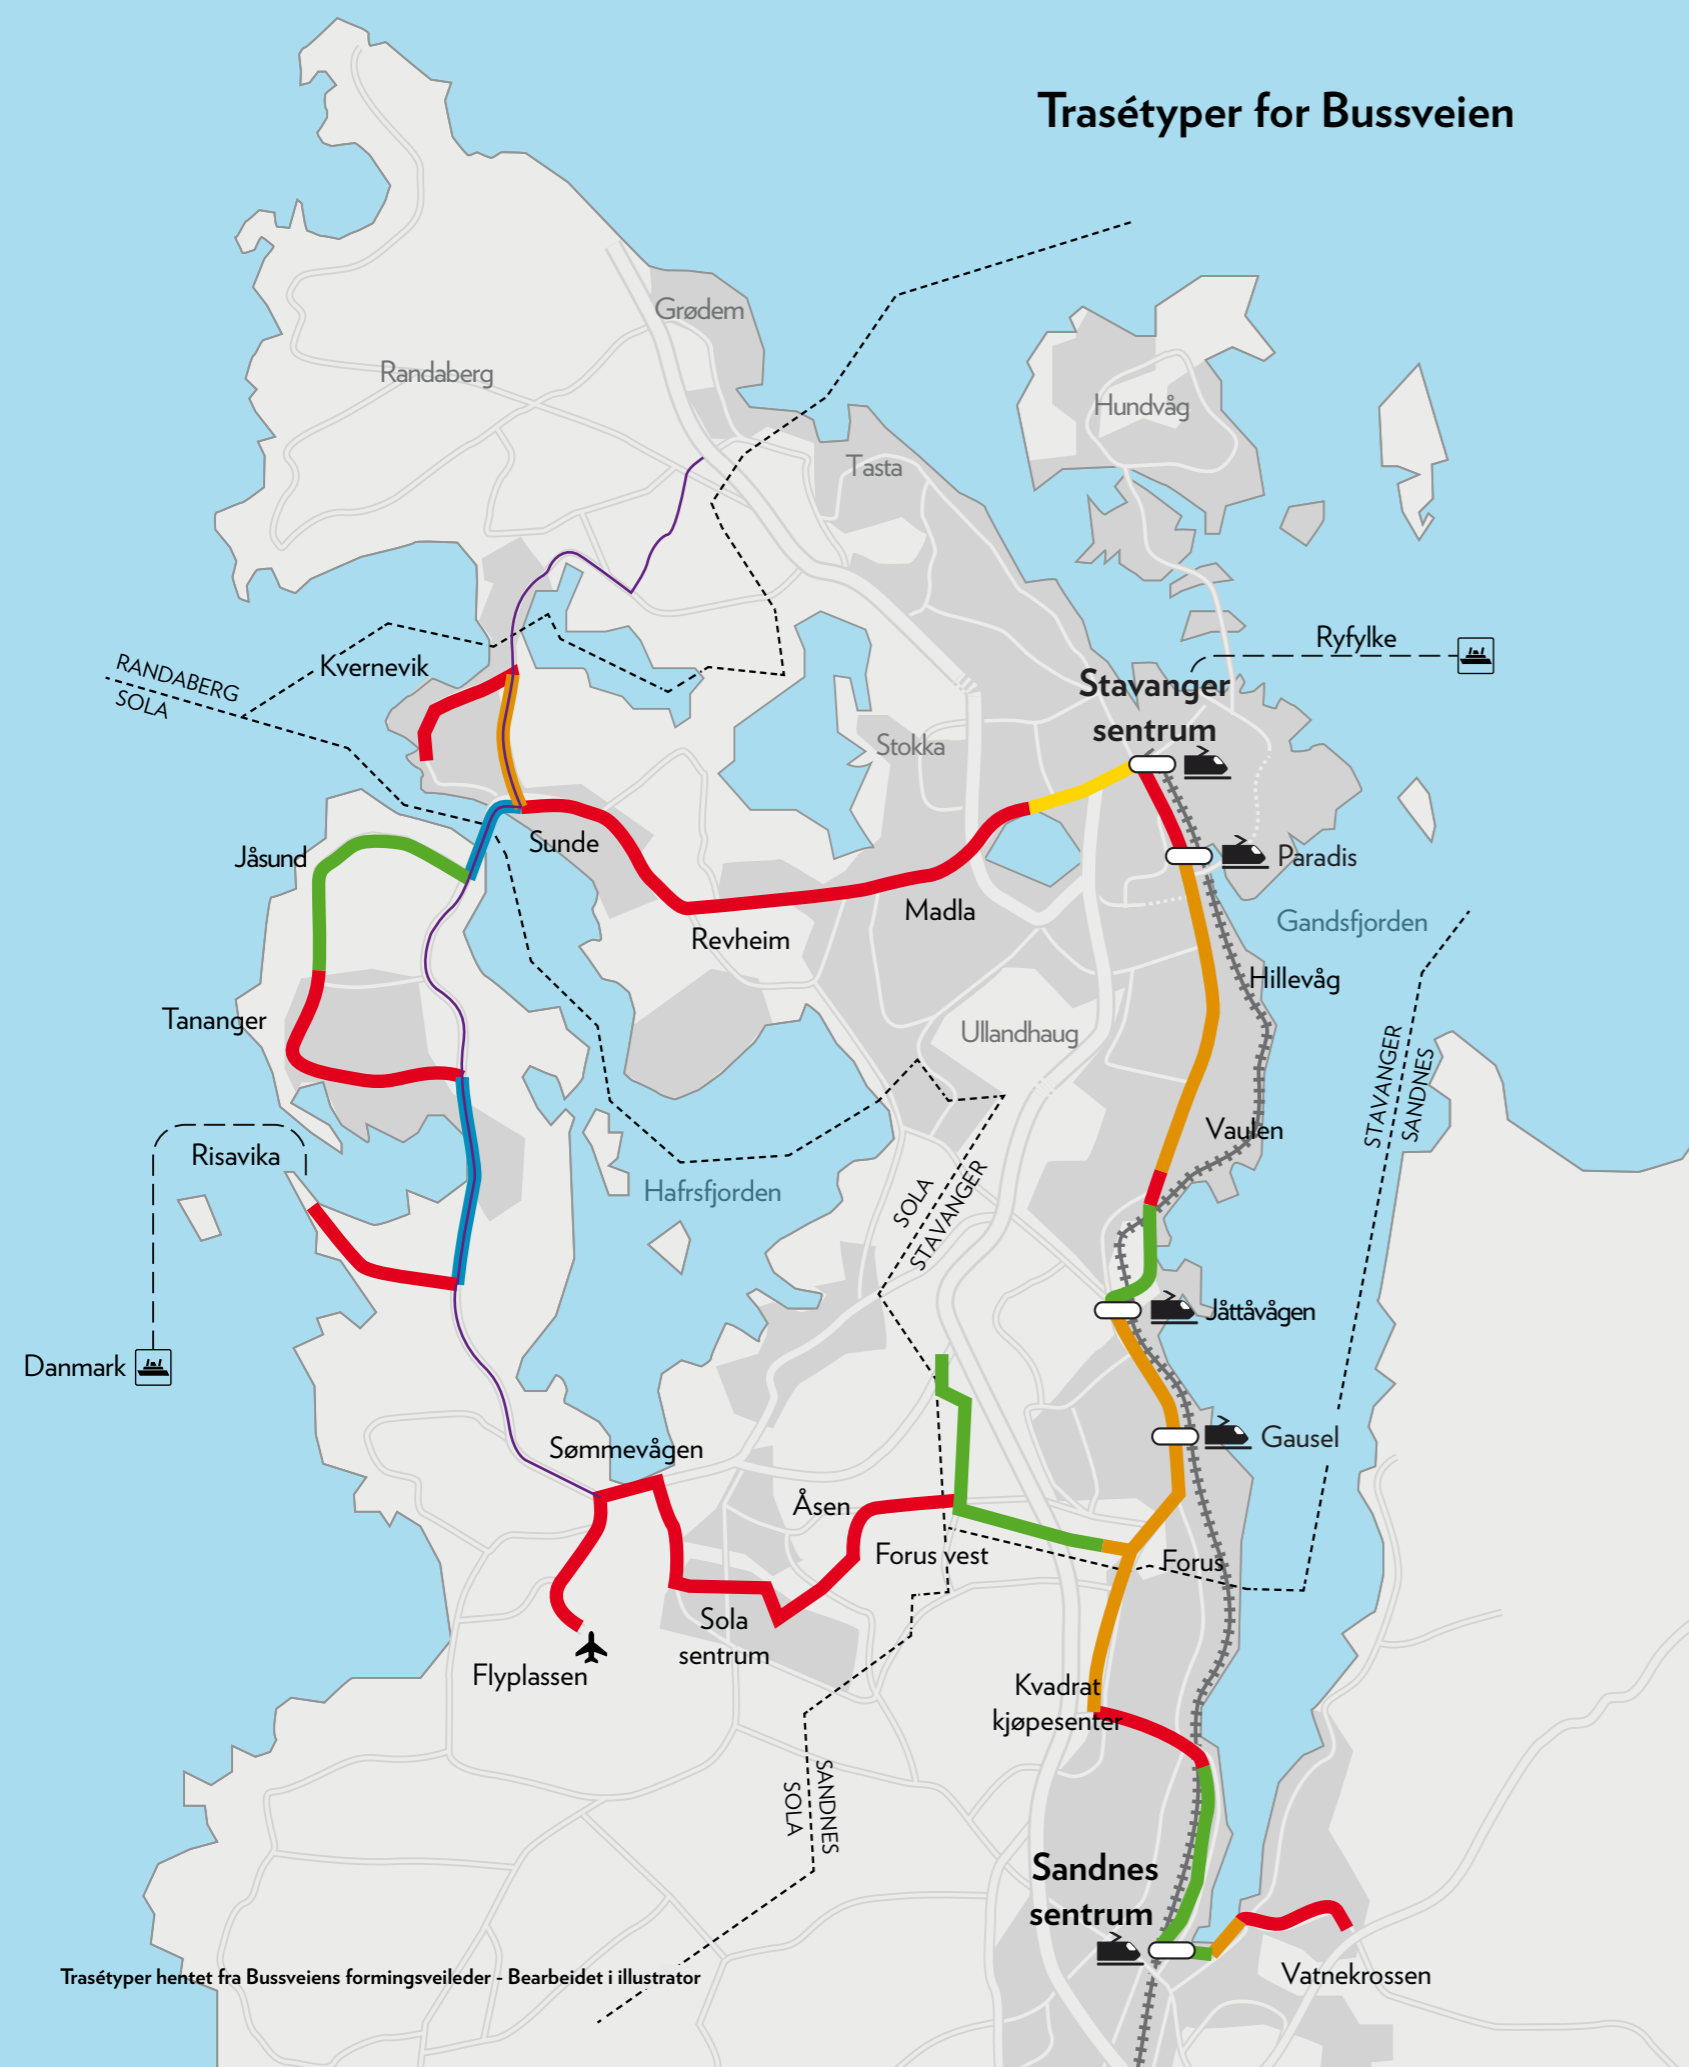 Trasétyper for Bussveien
Grødem
Randaberg
Hundvåg
Tasta
Ryfylke
RANDABERG
SOLA
Kvernevik
Stavanger
sentrum
Stokka
Sunde
Jåsund
Paradis
Madla
Gandsfjorden
Revheim
Hillevåg
Tananger
Ullandhaug
STAVANGER
SANDNES
Vaulen
Risavika
Hafrsfjorden
SOLA
STAVANGER
Jåttåvågen
Danmark
Gausel
Sømmevågen
Åsen
Forus vest
Forus
Sola
sentrum
Flyplassen
Kvadrat
kjøpesenter
SANDNES
SOLA
Sandnes
sentrum
Vatnekrossen
Trasétyper hentet fra Bussveiens formingsveileder - Bearbeidet i illustrator